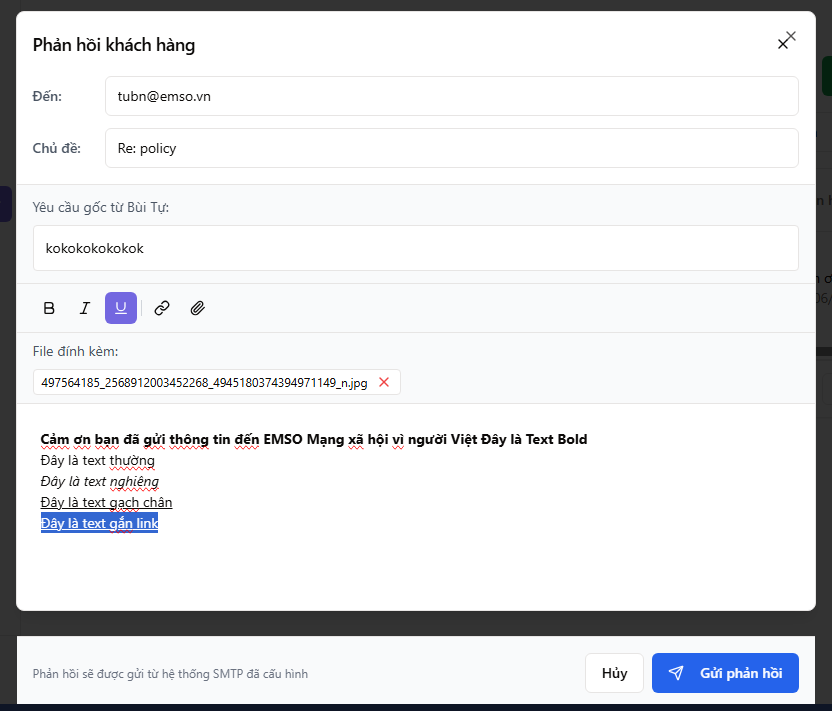 Phản hồi khách hàng
Đến:
tubn@emso.vn
Chủ đề:
Re: policy
Yêu cầu gốc từ Bùi Tự:
kokokokokokok
B I U
File đính kèm:
497564185_2568912003452268_4945180374394971149_n.jpg
Cảm ơn bạn đã gửi thông tin đến EMSO Mạng xã hội vì người Việt Đây là Text Bold
Đây là text thường
Đây là text nghiêng
Đây là text gạch chân
Đây là text gắn link
Phản hồi sẽ được gửi từ hệ thống SMTP đã cấu hình
Hủy
Gửi phản hồi